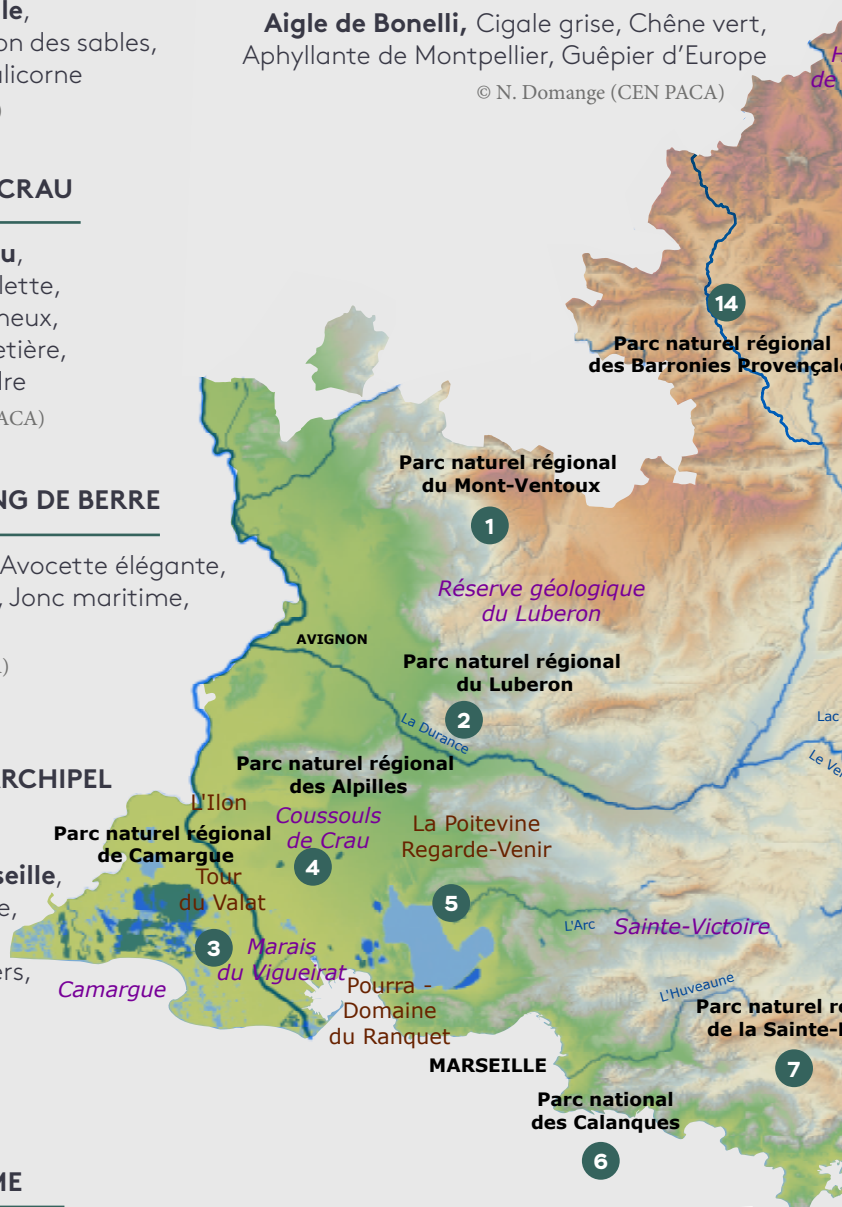 le,
Aigle de Bonelli, Cigale grise, Chêne vert,
on des sables,
Aphyllante de Montpellier, Guêpier d’Europe
alicorne
© N. Domange (CEN PACA)
)
H
de
CRAU
u,
lette,
neux,
etière,
dre
ACA)
14
Parc naturel régional
des Barronies Provençale
Parc naturel régional
du Mont-Ventoux
1
NG DE BERRE
Avocette élégante,
, Jonc maritime,
)
Réserve géologique
du Luberon
AVIGNON
Parc naturel régional
du Luberon
2
La Durance
Lac
Le Ve
Parc naturel régional
des Alpilles
ARCHIPEL
L'Ilon
Coussouls
de Crau
4
La Poitevine
Regarde-Venir
Parc naturel régional
de Camargue
Tour
du Valat
seille,
e,
ers,
5
L'Arc
Sainte-Victoire
3
Marais
du Vigueirat
Camargue
Pourra -
Domaine
du Ranquet
L'Huveaune
Parc naturel ré
de la Sainte-
7
MARSEILLE
Parc national
des Calanques
6
ME